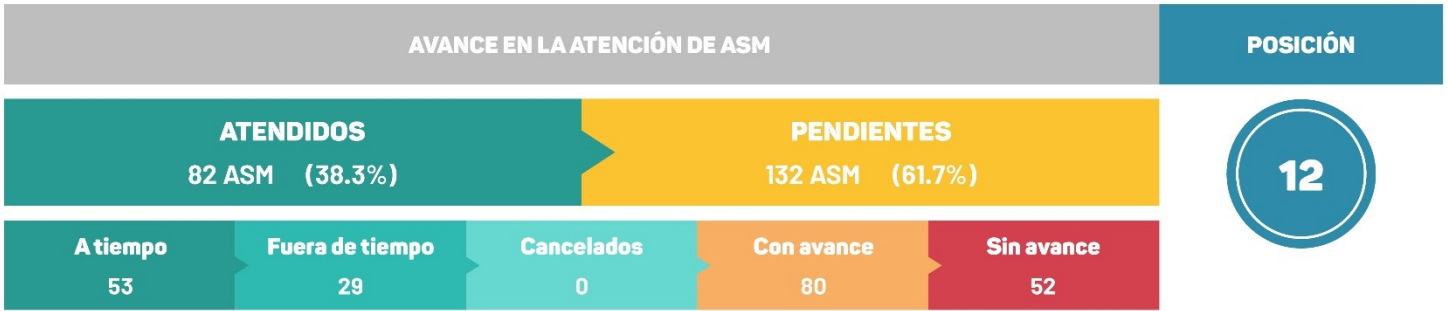 AVANCE EN LA ATENCIÓN DE ASM
POSICIÓN
ATENDIDOS
82 ASM (38.3%)
PENDIENTES
132 ASM (61.7%)
12
A tiempo
53
Fuera de tiempo
29
Cancelados
0
Con avance
80
Sin avance
52